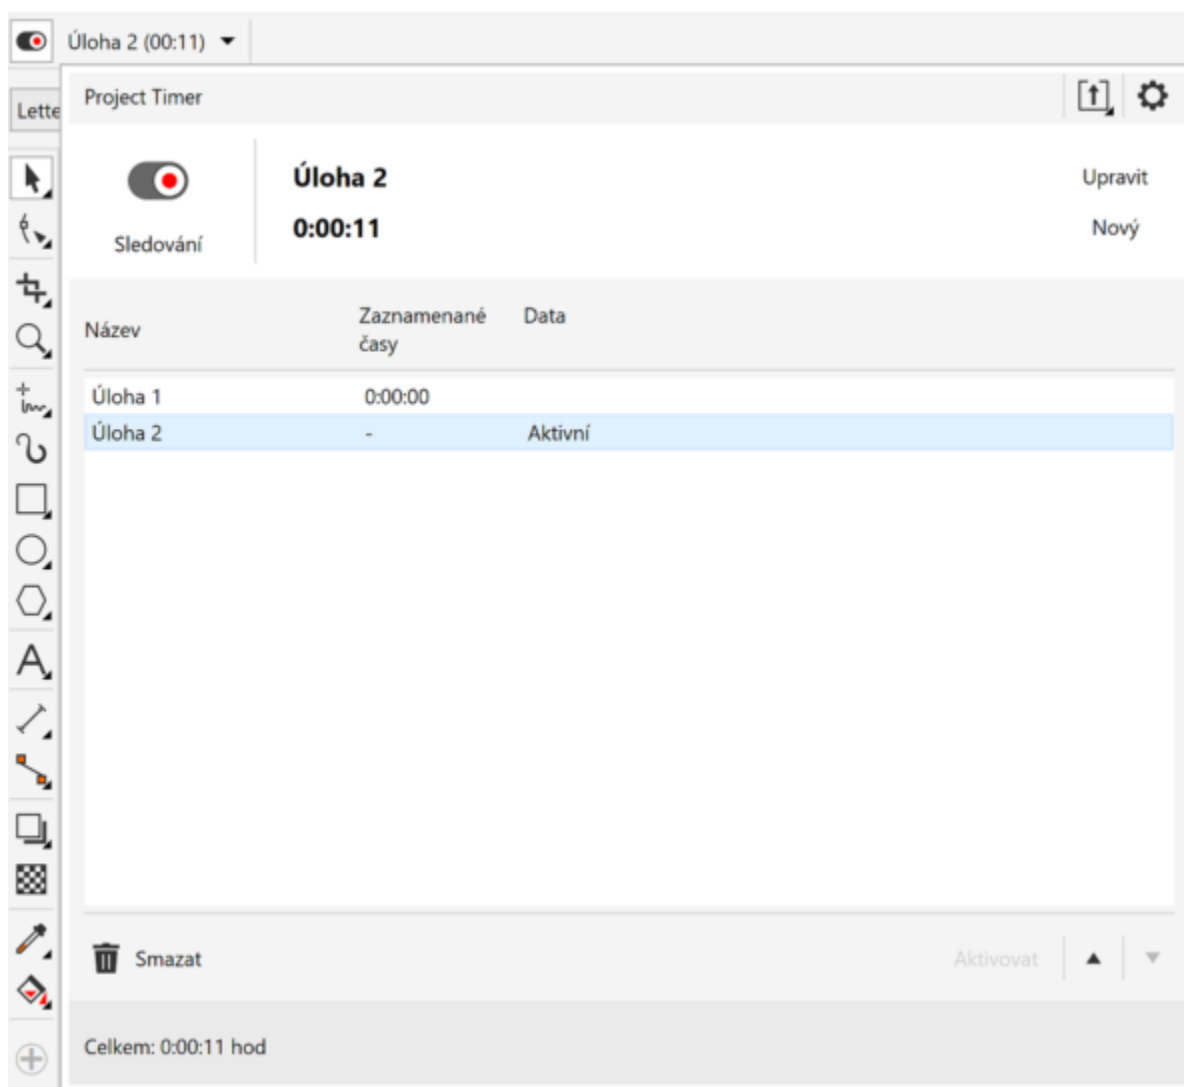 Úloha 2 (00:11)
Lette
Project Timer
Úloha 2
Upravit
0:00:11
Nový
Sledování
Název
Zaznamenané
časy
Data
Úloha 1 0:00:00
Úloha 2 - Aktivní
Smazat
Aktivovat
Celkem: 0:00:11 hod